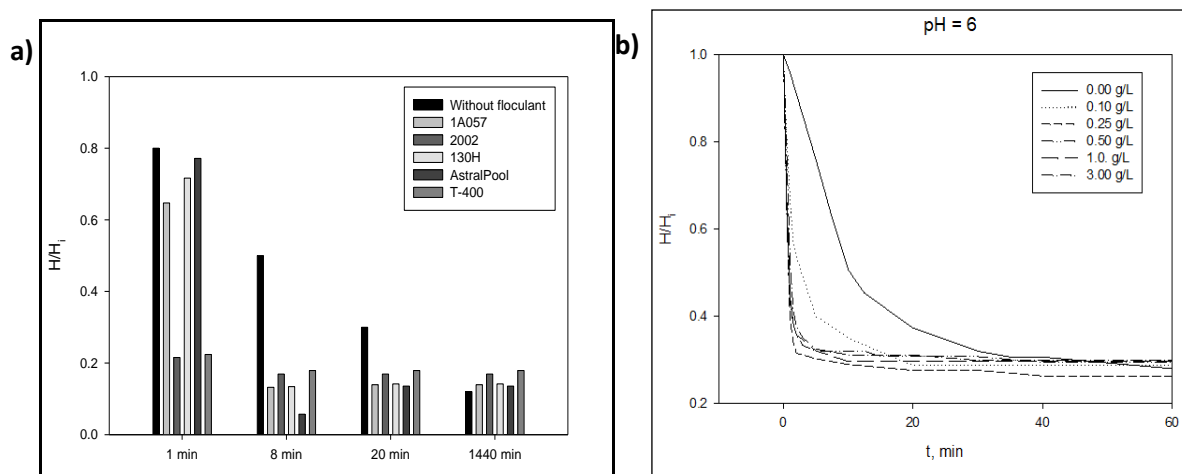 a)
1.0
0.8
0.6
0.4
0.2
0.0
H/Hi
Without floculant
1A057
2002
130H
AstralPool
T-400
1 min
8 min
20 min
1440 min
b)
pH = 6
1.0
0.8
0.6
0.4
0.2
H/Hi
0.00 g/L
0.10 g/L
0.25 g/L
0.50 g/L
1.0. g/L
3.00 g/L
0
20
40
60
t, min